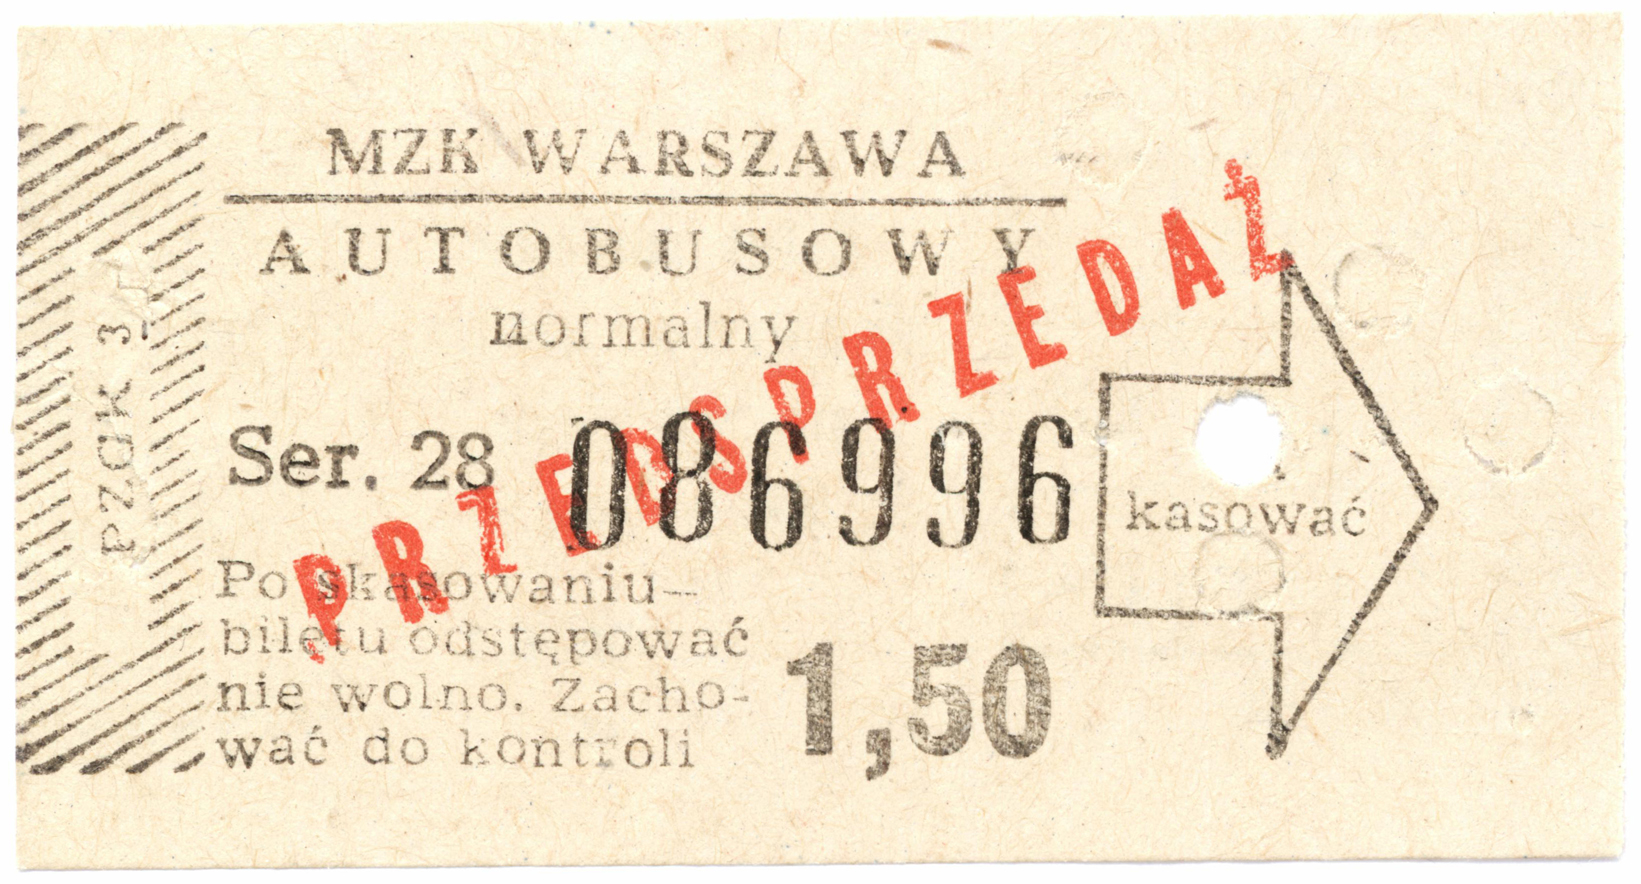 MZK WARSZAWA
AUTOBUSOWY
normalny
Ser. 28 086996
PRZEDSPRZEDAŻ
Po skasowaniu—
biletu odstępować
nie wolno. Zacho-
wać do kontroli
1,50
kasować
PZGK 3